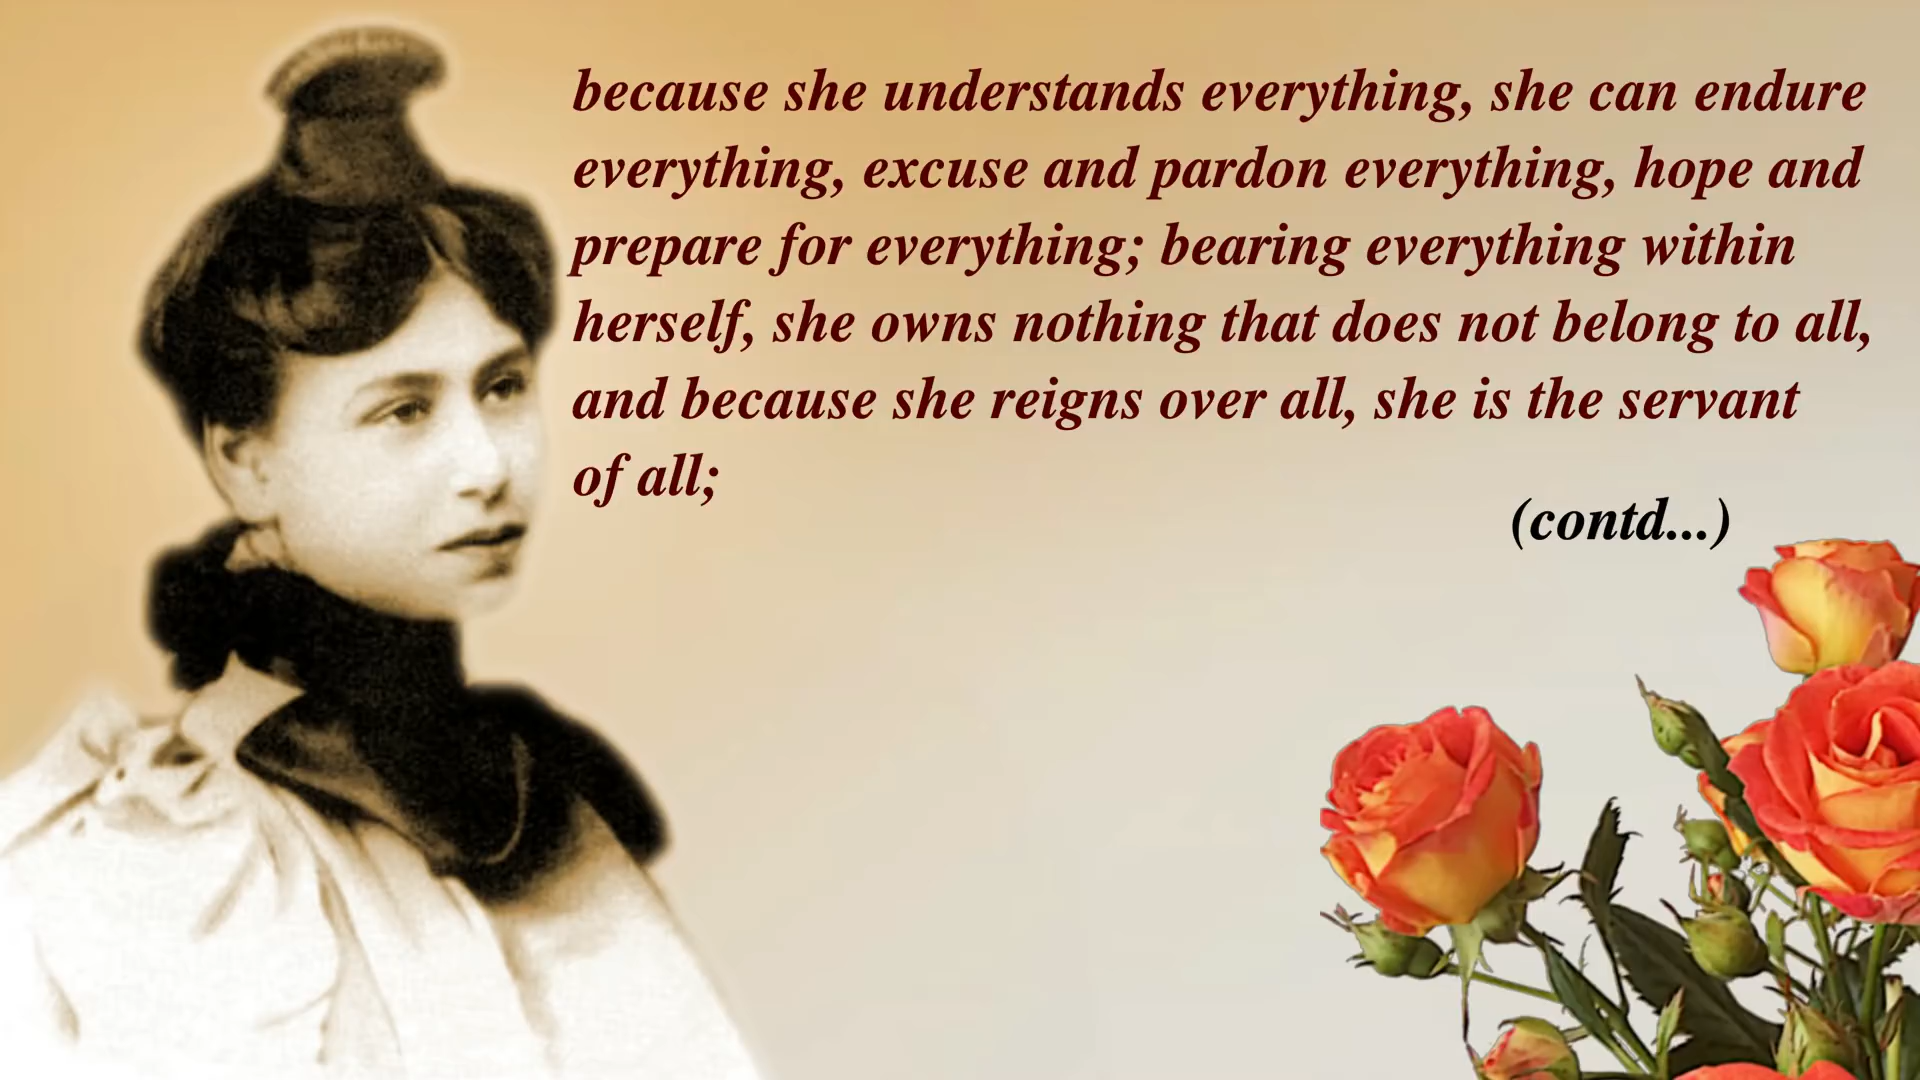 because she understands everything, she can endure
everything, excuse and pardon everything, hope and
prepare for everything; bearing everything within
herself, she owns nothing that does not belong to all,
and because she reigns over all, she is the servant
of all;
(contd...)